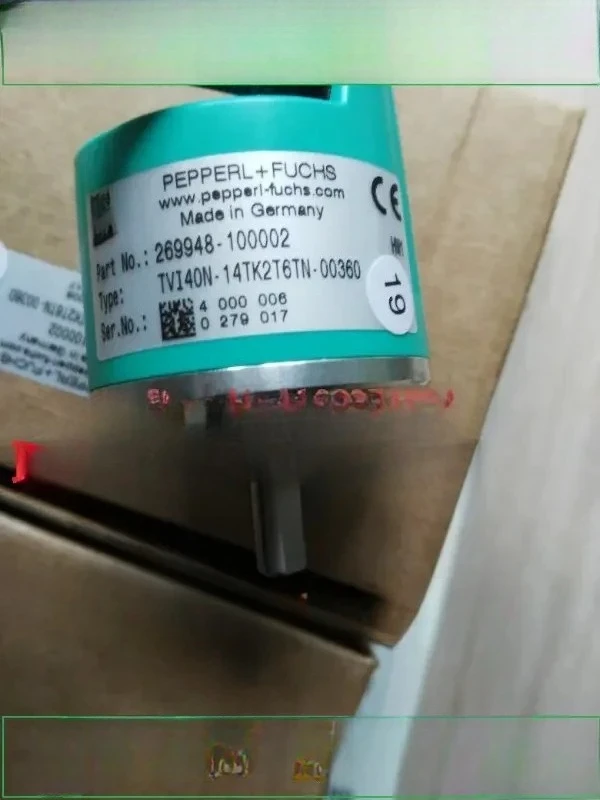 PEPPERL+FUCHS
www.pepperl-fuchs.com
Made in Germany
CE
Part No.: 269948-100002
Type: TVI40N-14TK2T6TN-00360
Ser.No.: 4 000 006
0 279 017
19